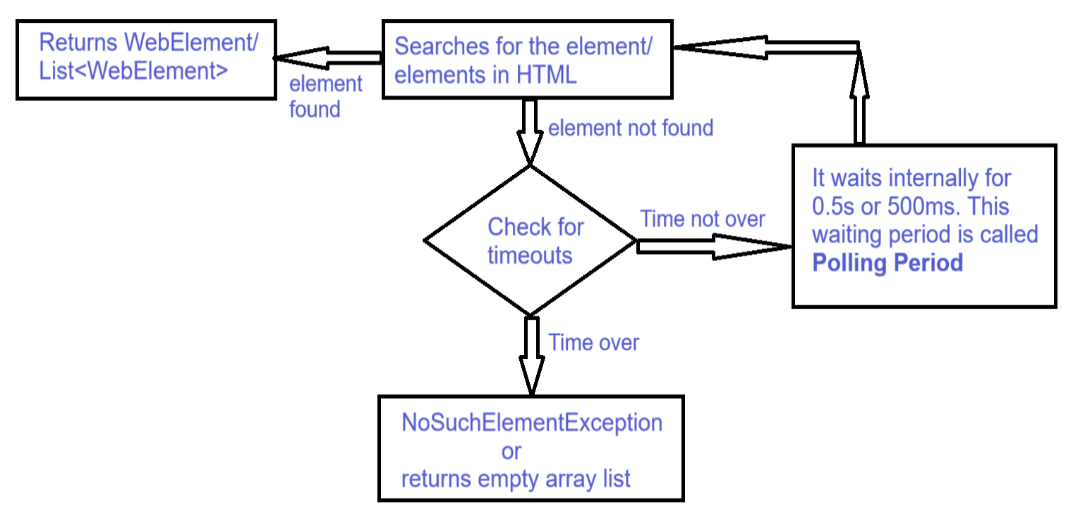 Returns WebElement/
List<WebElement>
element
found
Searches for the element/
elements in HTML
element not found
Check for
timeouts
Time not over
It waits internally for
0.5s or 500ms. This
waiting period is called
Polling Period
Time over
NoSuchElementException
or
returns empty array list